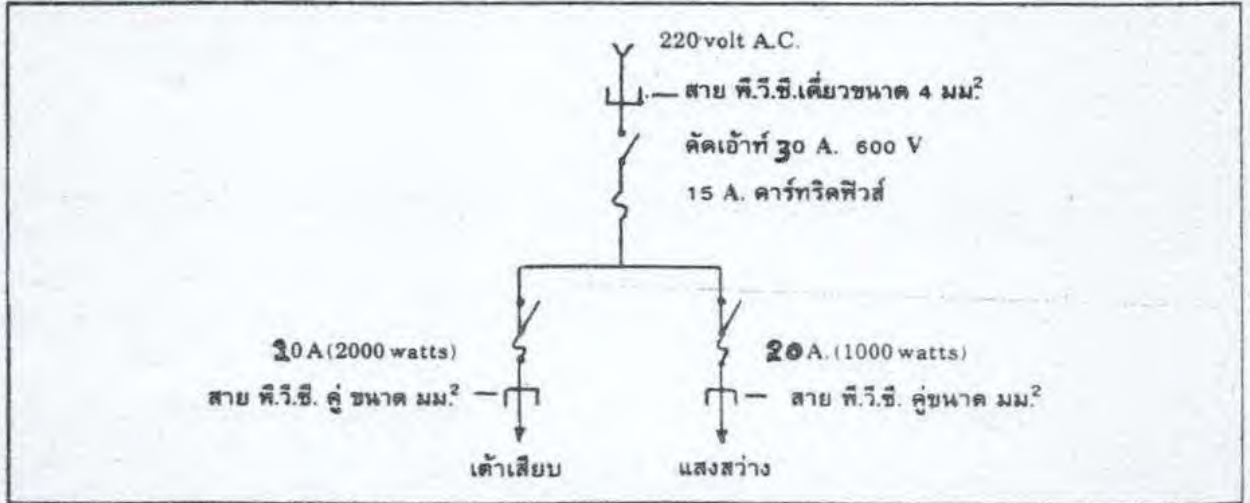 220 volt A.C.
สาย พี.วี.ซี.เดี่ยวขนาด 4 มม.²
คัดเอ้าท์ 30 A. 600 V
15 A. คาร์ทริดฟิวส์
A (2000 watts)
20 A. (1000 watts)
สาย พี.วี.ซี. คู่ ขนาด มม.²
สาย พี.วี.ซี. คู่ขนาด มม.²
เต้าเสียบ
แสงสว่าง